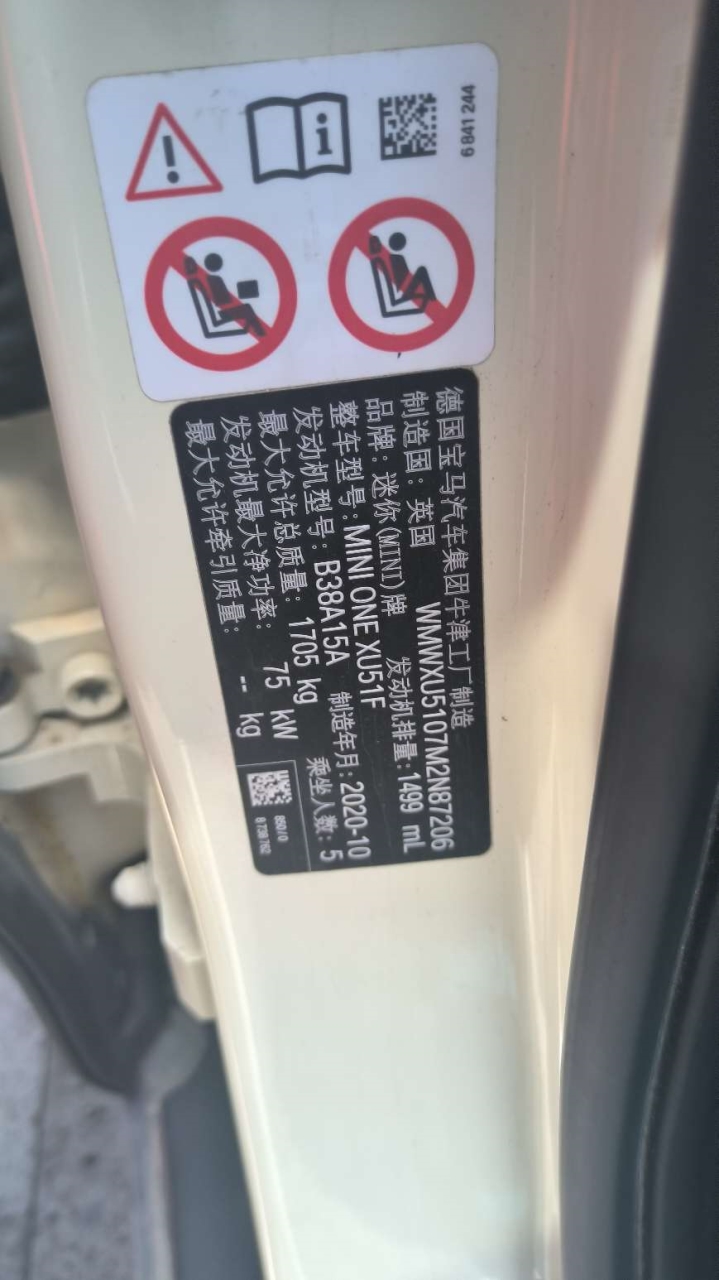 6 841 244
德国宝马汽车集团牛津工厂制造
制造国：英国 WMWXU5107M2N87206
品牌：迷你(MINI)牌 发动机排量：1499 mL
整车型号：MINI ONE XU51F 制造年月：2020-10
发动机型号：B38A15A 乘坐人数：5
最大允许总质量：1705 kg
发动机最大净功率：75 kW
最大允许牵引质量：-- kg
8739762